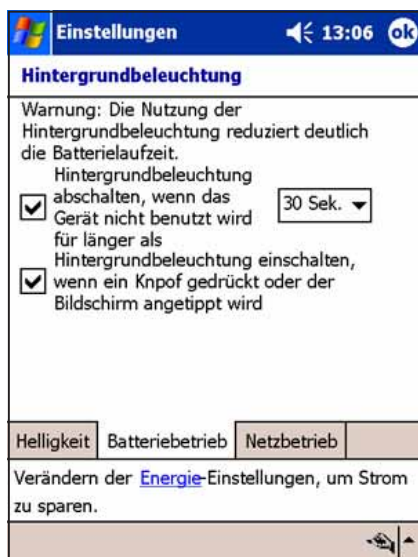 Einstellungen 13:06 ok
Hintergrundbeleuchtung
Warnung: Die Nutzung der
Hintergrundbeleuchtung reduziert deutlich
die Batterielaufzeit.
Hintergrundbeleuchtung
abschalten, wenn das
Gerät nicht benutzt wird
für länger als
30 Sek.
Hintergrundbeleuchtung einschalten,
wenn ein Knpof gedrückt oder der
Bildschirm angetippt wird
Helligkeit Batteriebetrieb Netzbetrieb
Verändern der Energie-Einstellungen, um Strom
zu sparen.